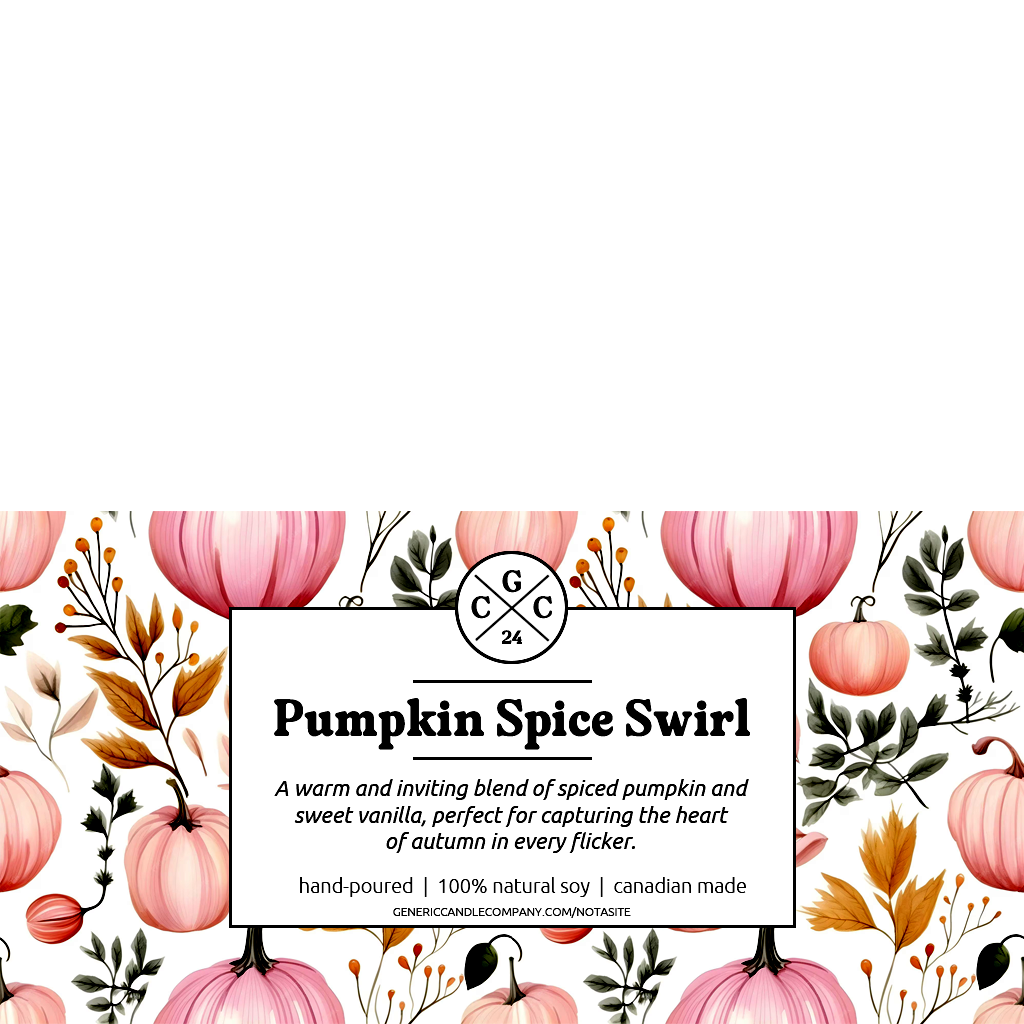 G
C C
24
Pumpkin Spice Swirl
A warm and inviting blend of spiced pumpkin and
sweet vanilla, perfect for capturing the heart
of autumn in every flicker.
hand-poured | 100% natural soy | canadian made
GENERICCANDLECOMPANY.COM/NOTASITE